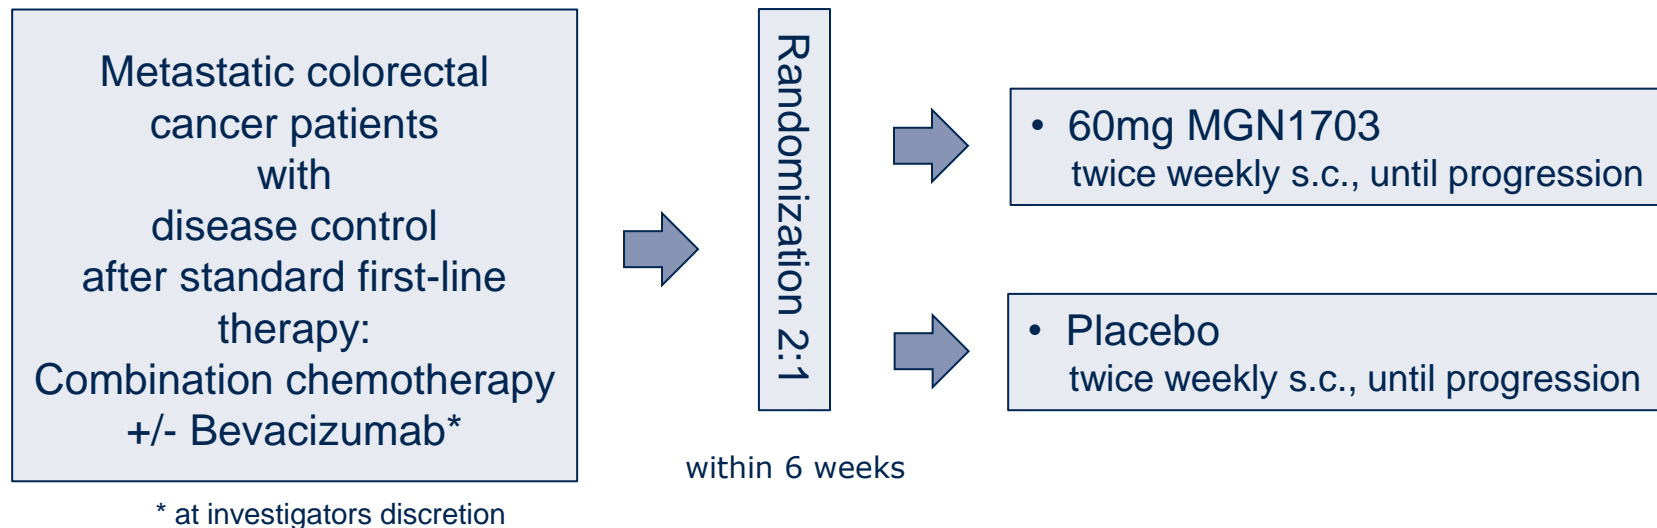 Metastatic colorectal
cancer patients
with
disease control
after standard first-line
therapy:
Combination chemotherapy
+/- Bevacizumab*
* at investigators discretion
Randomization 2:1
within 6 weeks
• 60mg MGN1703
twice weekly s.c., until progression
• Placebo
twice weekly s.c., until progression